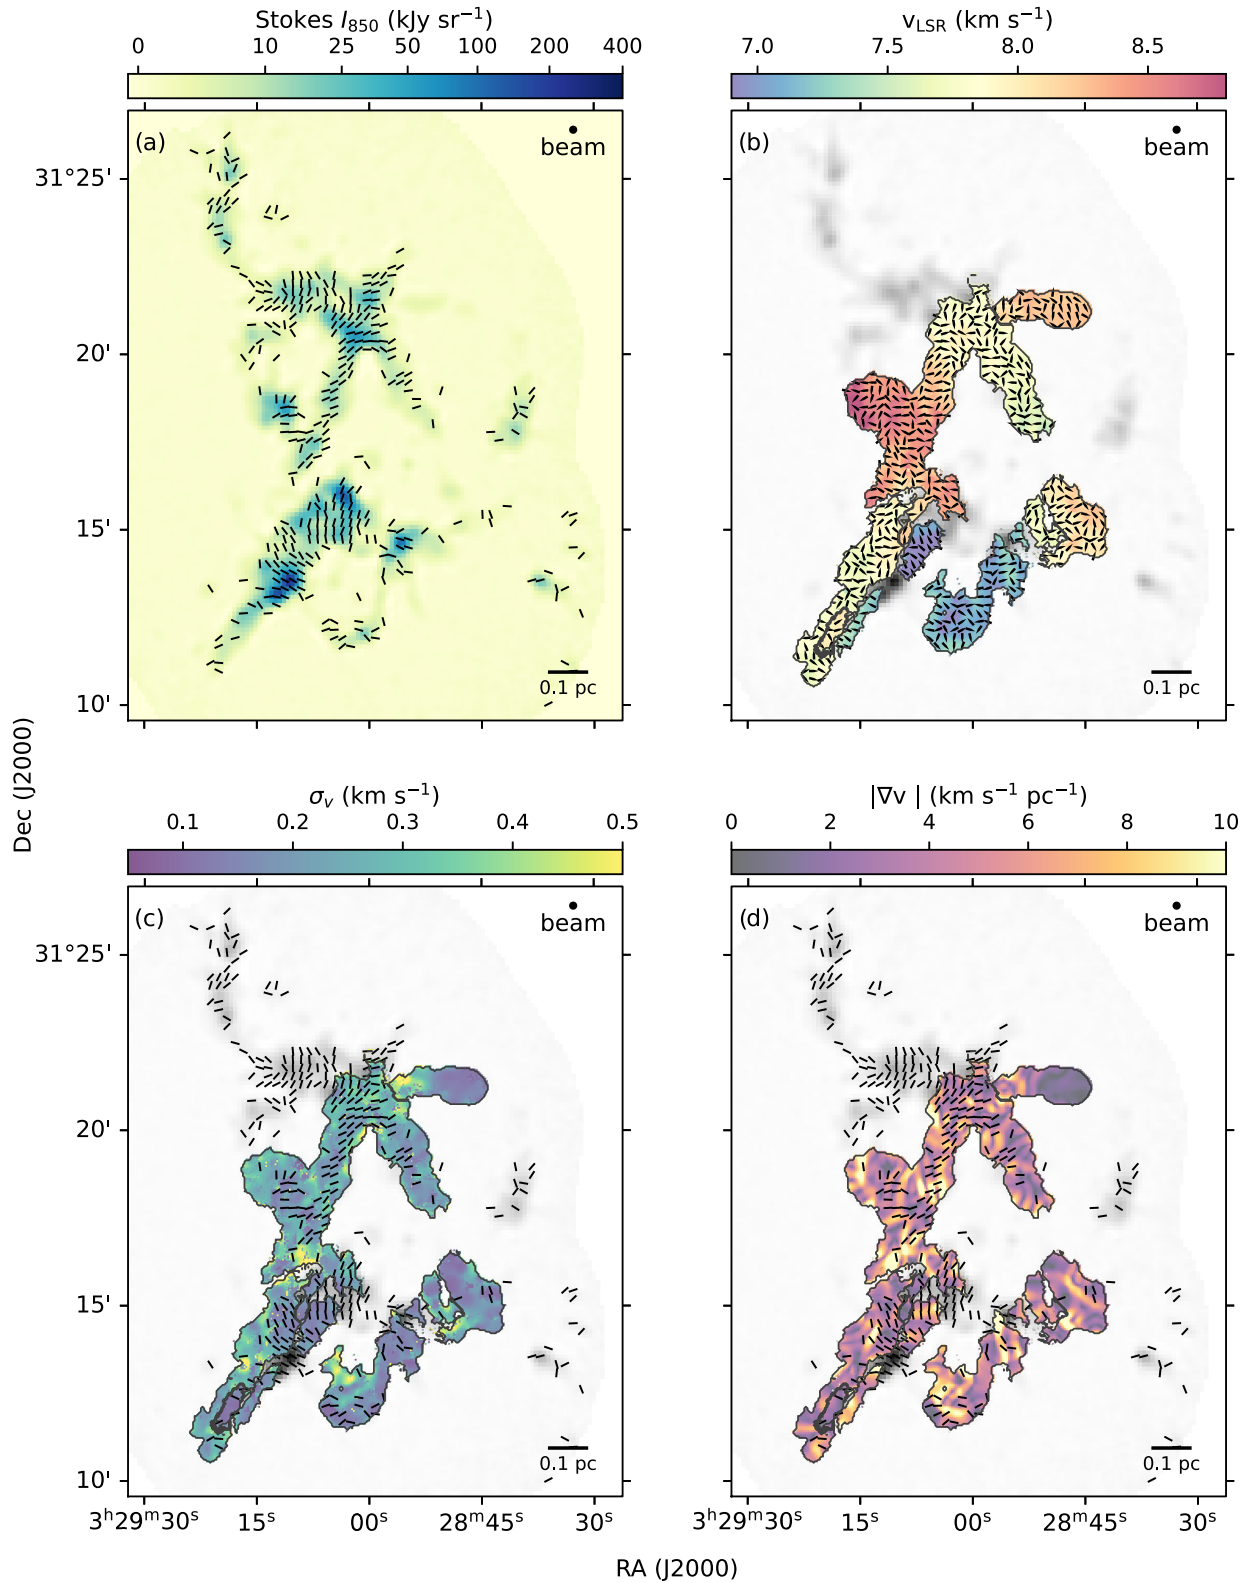 Stokes I₈₅₀ (kJy sr⁻¹)
0 10 25 50 100 200 400
(a)
beam
31°25'
20'
15'
10'
0.1 pc
v_LSR (km s⁻¹)
7.0 7.5 8.0 8.5
(b)
beam
0.1 pc
Dec (J2000)
σᵥ (km s⁻¹)
0.1 0.2 0.3 0.4 0.5
(c)
beam
31°25'
20'
15'
10'
0.1 pc
3ʰ29ᵐ30ˢ 15ˢ 00ˢ 28ᵐ45ˢ 30ˢ
|∇v | (km s⁻¹ pc⁻¹)
0 2 4 6 8 10
(d)
beam
0.1 pc
15ˢ 00ˢ 28ᵐ45ˢ 30ˢ
RA (J2000)